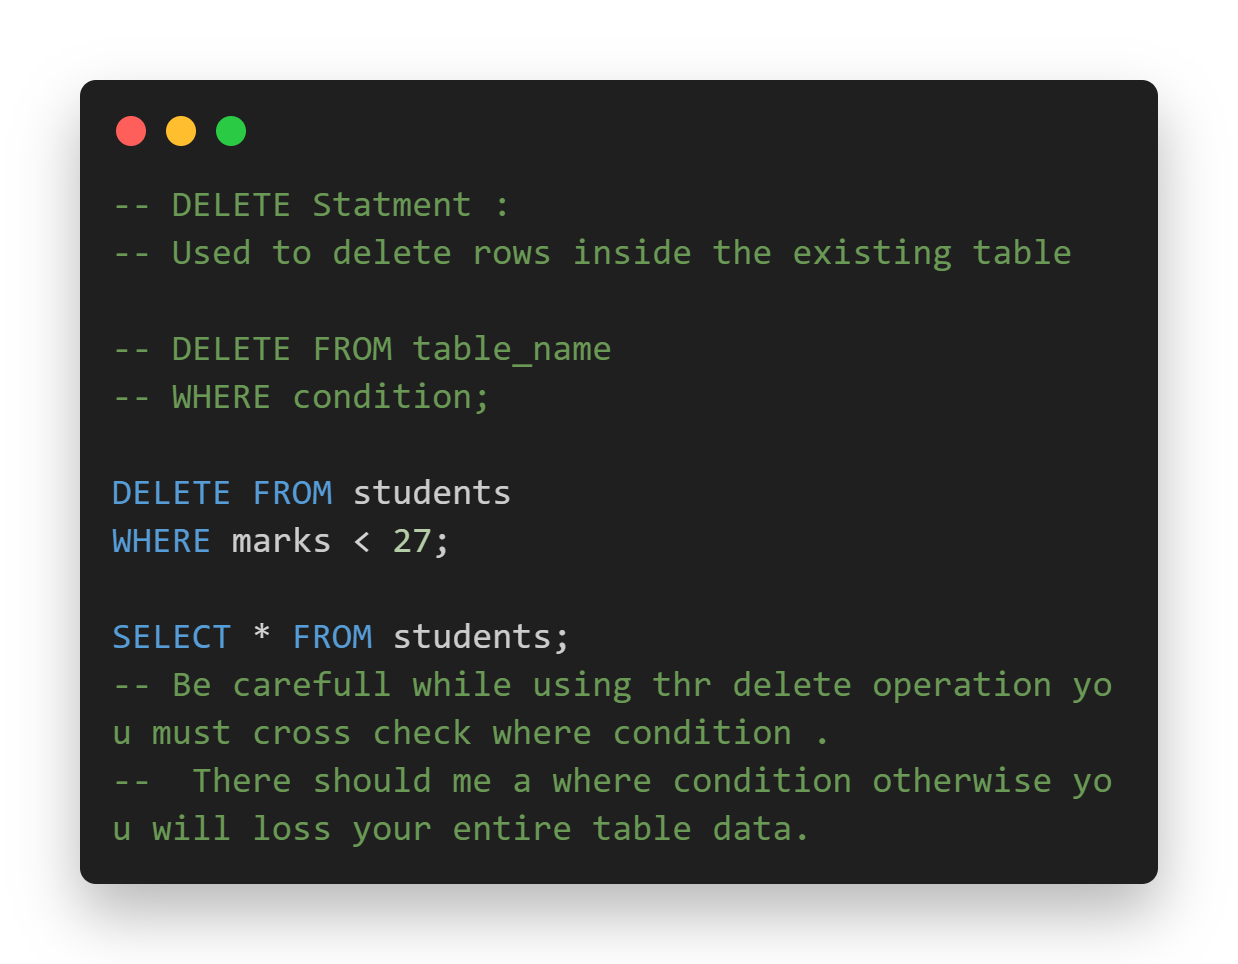 -- DELETE Statment :
-- Used to delete rows inside the existing table
-- DELETE FROM table_name
-- WHERE condition;
DELETE FROM students
WHERE marks < 27;
SELECT * FROM students;
-- Be carefull while using thr delete operation yo
u must cross check where condition .
--  There should me a where condition otherwise yo
u will loss your entire table data.